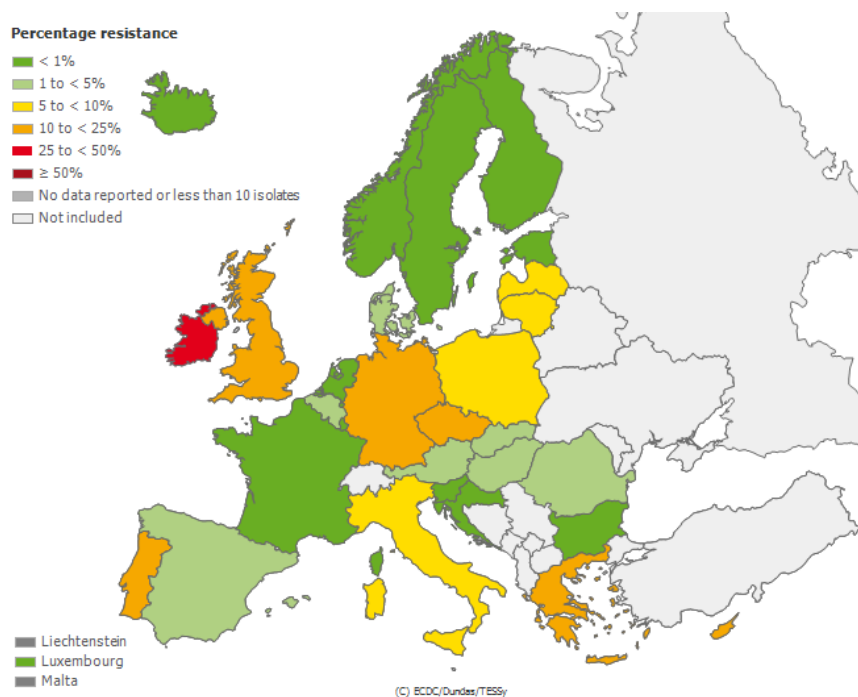 Percentage resistance
< 1%
1 to < 5%
5 to < 10%
10 to < 25%
25 to < 50%
≥ 50%
No data reported or less than 10 isolates
Not included
Liechtenstein
Luxembourg
Malta
(C) ECDC/Dundas/TESSy